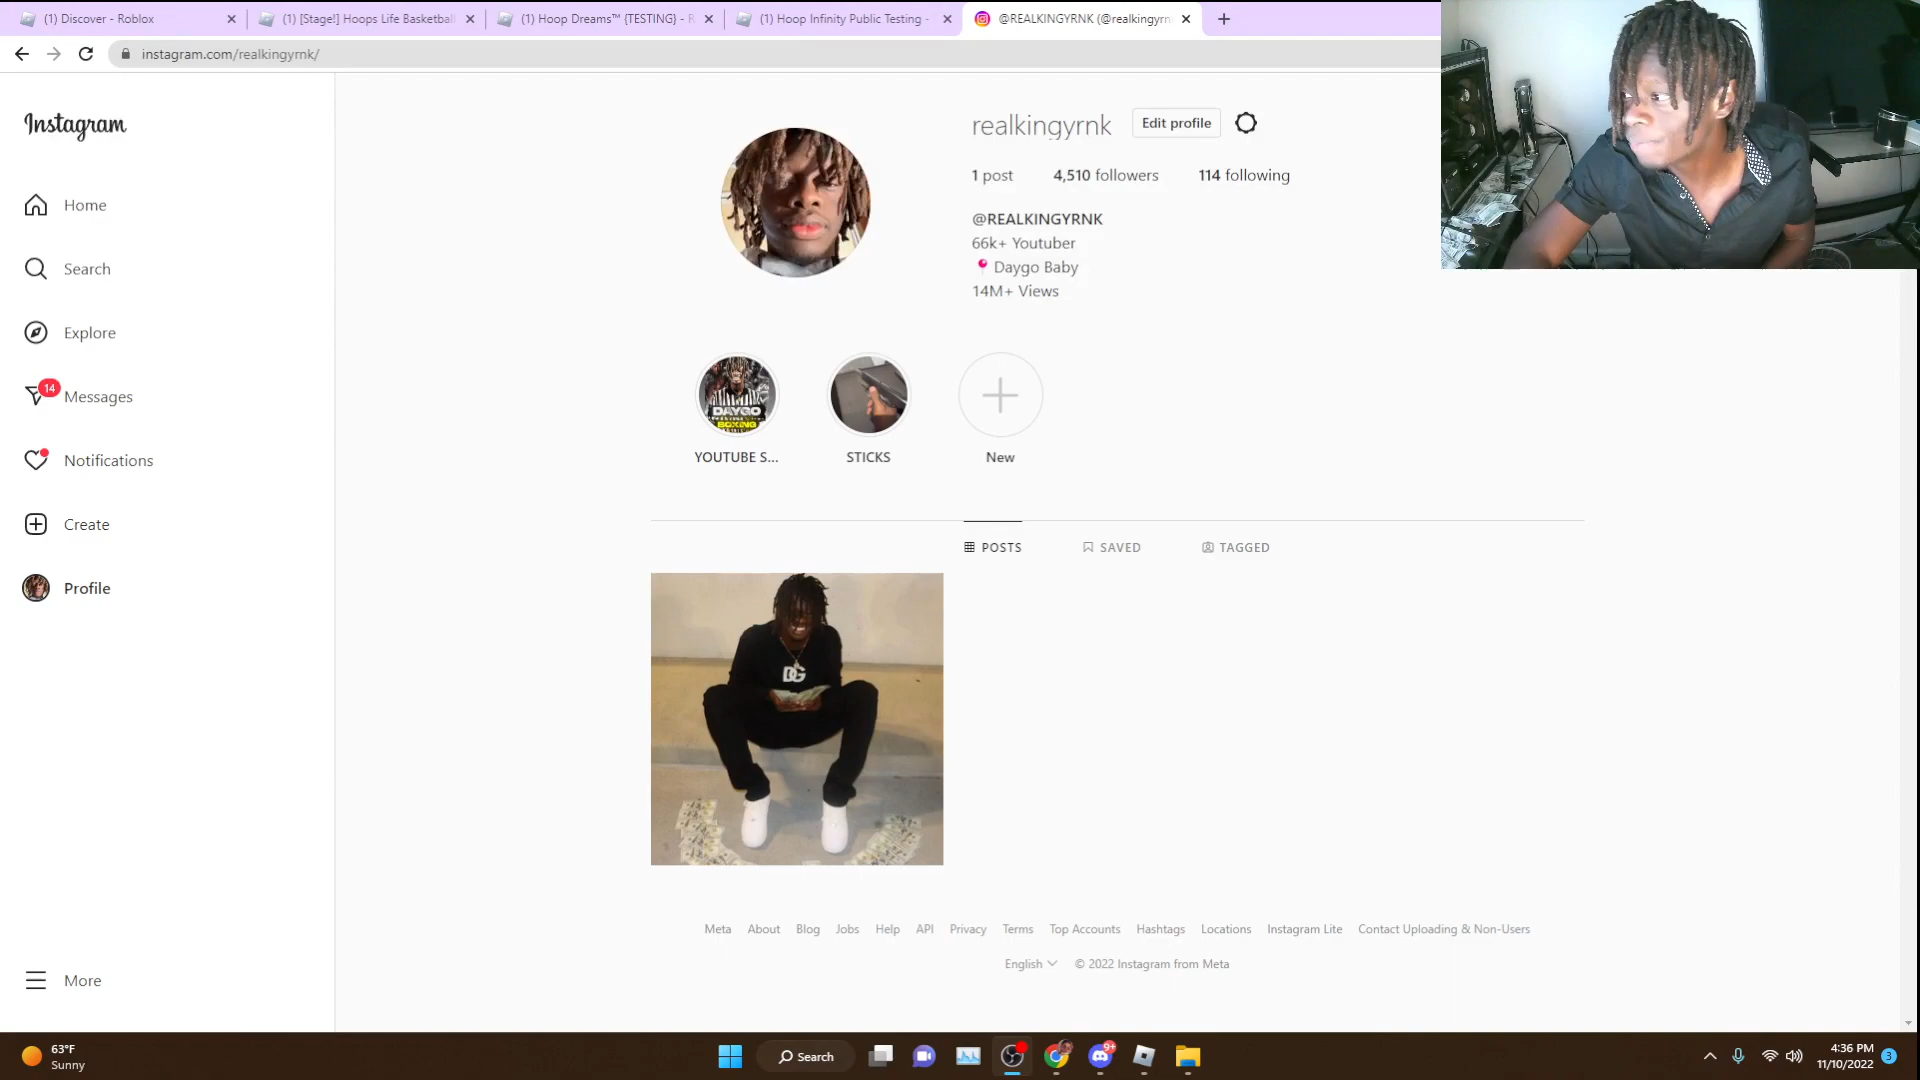 (1) Discover - Roblox
(1) [Stage!] Hoops Life Basketball
(1) Hoop Dreams™ {TESTING} - R
(1) Hoop Infinity Public Testing -
@REALKINGYRNK (@realkingyrn
instagram.com/realkingyrnk/
Instagram
Home
Search
Explore
14
Messages
Notifications
Create
Profile
More
realkingyrnk
Edit profile
1 post
4,510 followers
114 following
@REALKINGYRNK
66k+ Youtuber
📍 Daygo Baby
14M+ Views
DAYGO
BOXING
YOUTUBE S...
STICKS
New
POSTS
SAVED
TAGGED
DG
Meta About Blog Jobs Help API Privacy Terms Top Accounts Hashtags Locations Instagram Lite Contact Uploading & Non-Users
English
© 2022 Instagram from Meta
63°F
Sunny
Search
9+
4:36 PM
11/10/2022
3